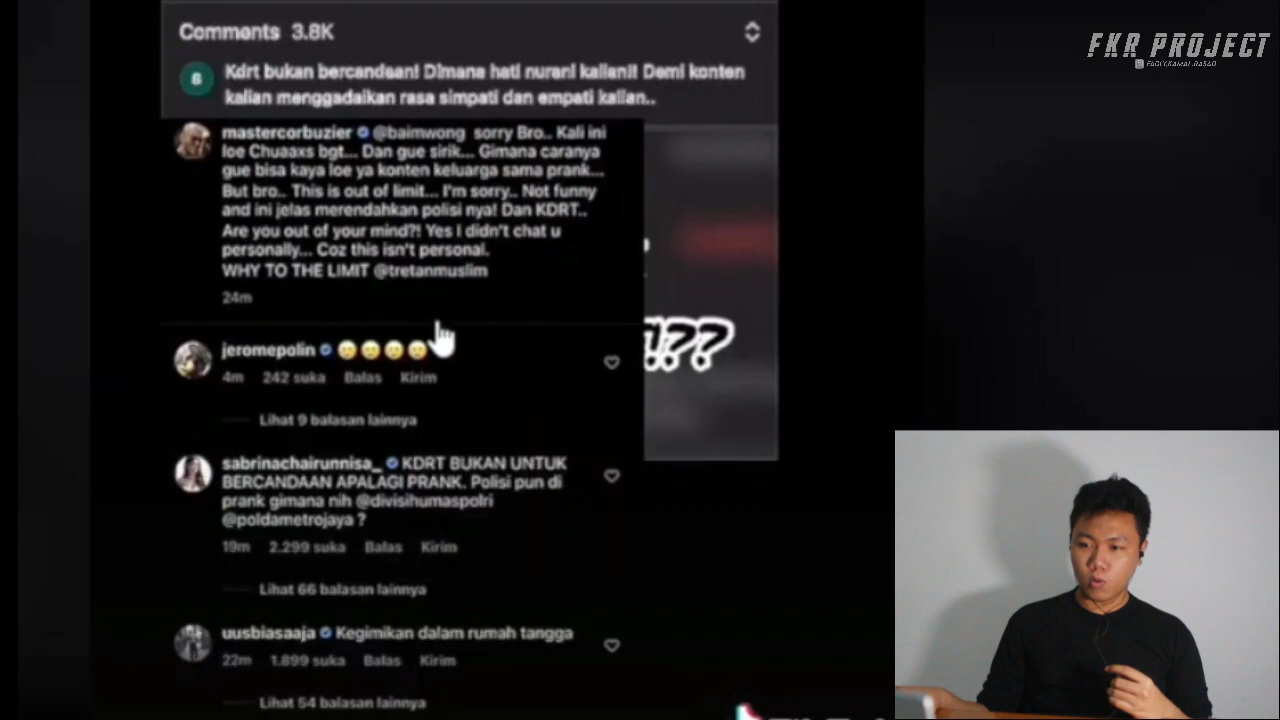 Comments 3.8K
FKR PROJECT
S
Kdrt bukan bercandaan! Dimana hati nurani kalian!! Demi konten
kalian menggadaikan rasa simpati dan empati kalian..
mastercorbuzier @baimwong sorry Bro.. Kali ini
loe Chuaaxs bgt... Dan gue sirik... Gimana caranya
gue bisa kaya loe ya konten keluarga sama prank...
But bro.. This is out of limit... I'm sorry.. Not funny
and ini jelas merendahkan polisi nya! Dan KDRT..
Are you out of your mind?! Yes I didn't chat u
personally... Coz this isn't personal.
WHY TO THE LIMIT @tretanmuslim
24m
!??
jeromepolin
4m 242 suka Balas Kirim
Lihat 9 balasan lainnya
sabrinachairunnisa_ KDRT BUKAN UNTUK
BERCANDAAN APALAGI PRANK. Polisi pun di
prank gimana nih @divisihumaspolri
@poldametrojaya ?
19m 2.299 suka Balas Kirim
Lihat 66 balasan lainnya
uusbiasaaja Kegimikan dalam rumah tangga
22m 1.899 suka Balas Kirim
Lihat 54 balasan lainnya